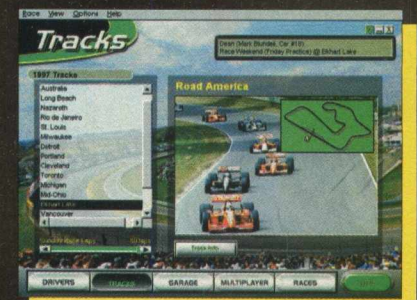 Race View Options Help
Tracks
Dean (Mark Blundell, Car #18)
Race Weekend (Friday Practice) @ Elkhart Lake
1997 Tracks
Australia
Long Beach
Nazareth
Rio de Janeiro
St. Louis
Milwaukee
Detroit
Portland
Cleveland
Toronto
Michigan
Mid-Ohio
Elkhart Lake
Vancouver
Road America
Track Info
DRIVERS
TRACKS
GARAGE
MULTIPLAYER
RACES